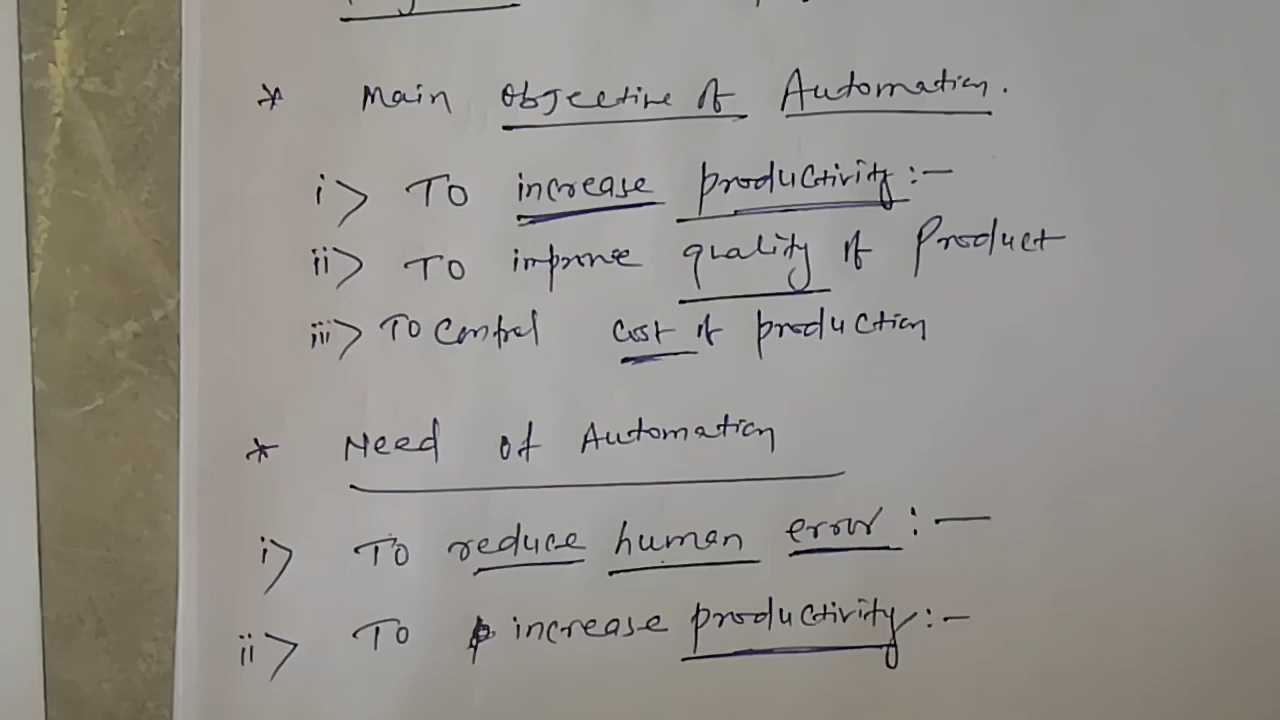 * Main Objective of Automation.
i> To increase productivity :-
ii> To improve quality of Product
iii> To control cost of production
* Need of Automation
i> To reduce human error :-
ii> To increase productivity :-